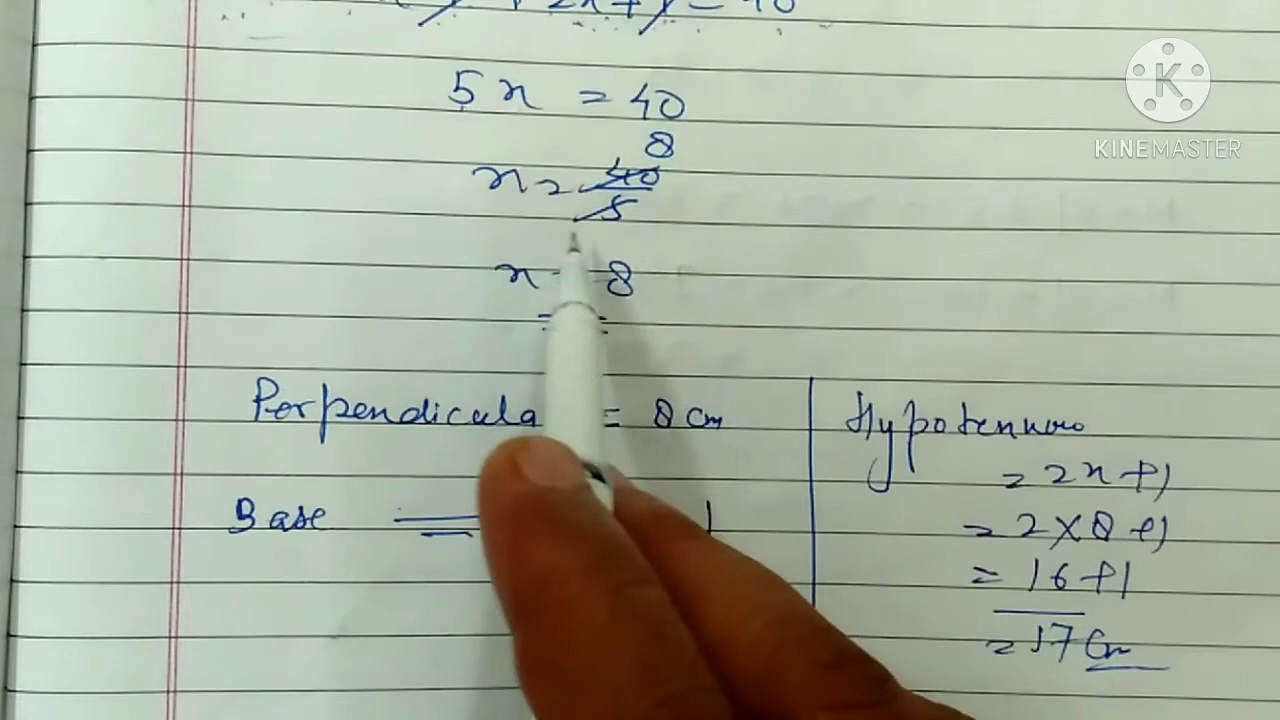 5x = 40
8
x = 40
5
x = 8
Perpendicula = 8 cm
Base
1
Hypotenuse
= 2x+1
= 2×8+1
= 16+1
= 17 cm
KINEMASTER